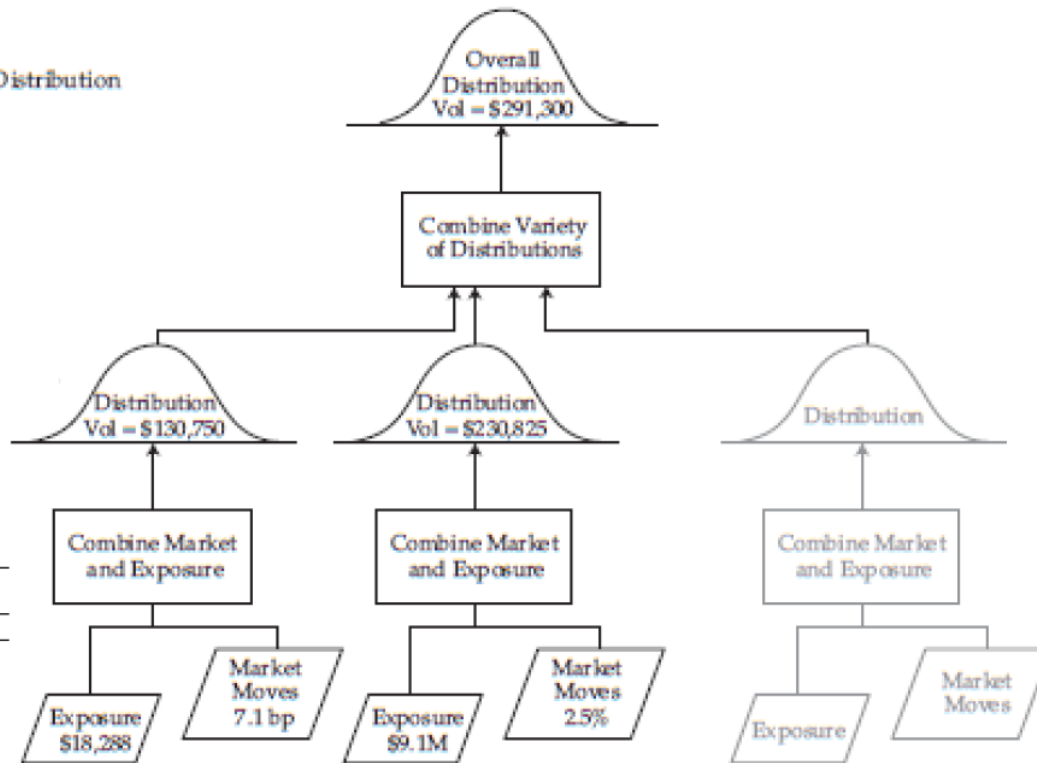 Distribution
Overall
Distribution
Vol = $291,300
Combine Variety
of Distributions
Distribution
Vol = $130,750
Distribution
Vol = $230,825
Distribution
Combine Market
and Exposure
Combine Market
and Exposure
Combine Market
and Exposure
Exposure
$18,288
Market
Moves
7.1 bp
Exposure
$9.1M
Market
Moves
2.5%
Exposure
Market
Moves